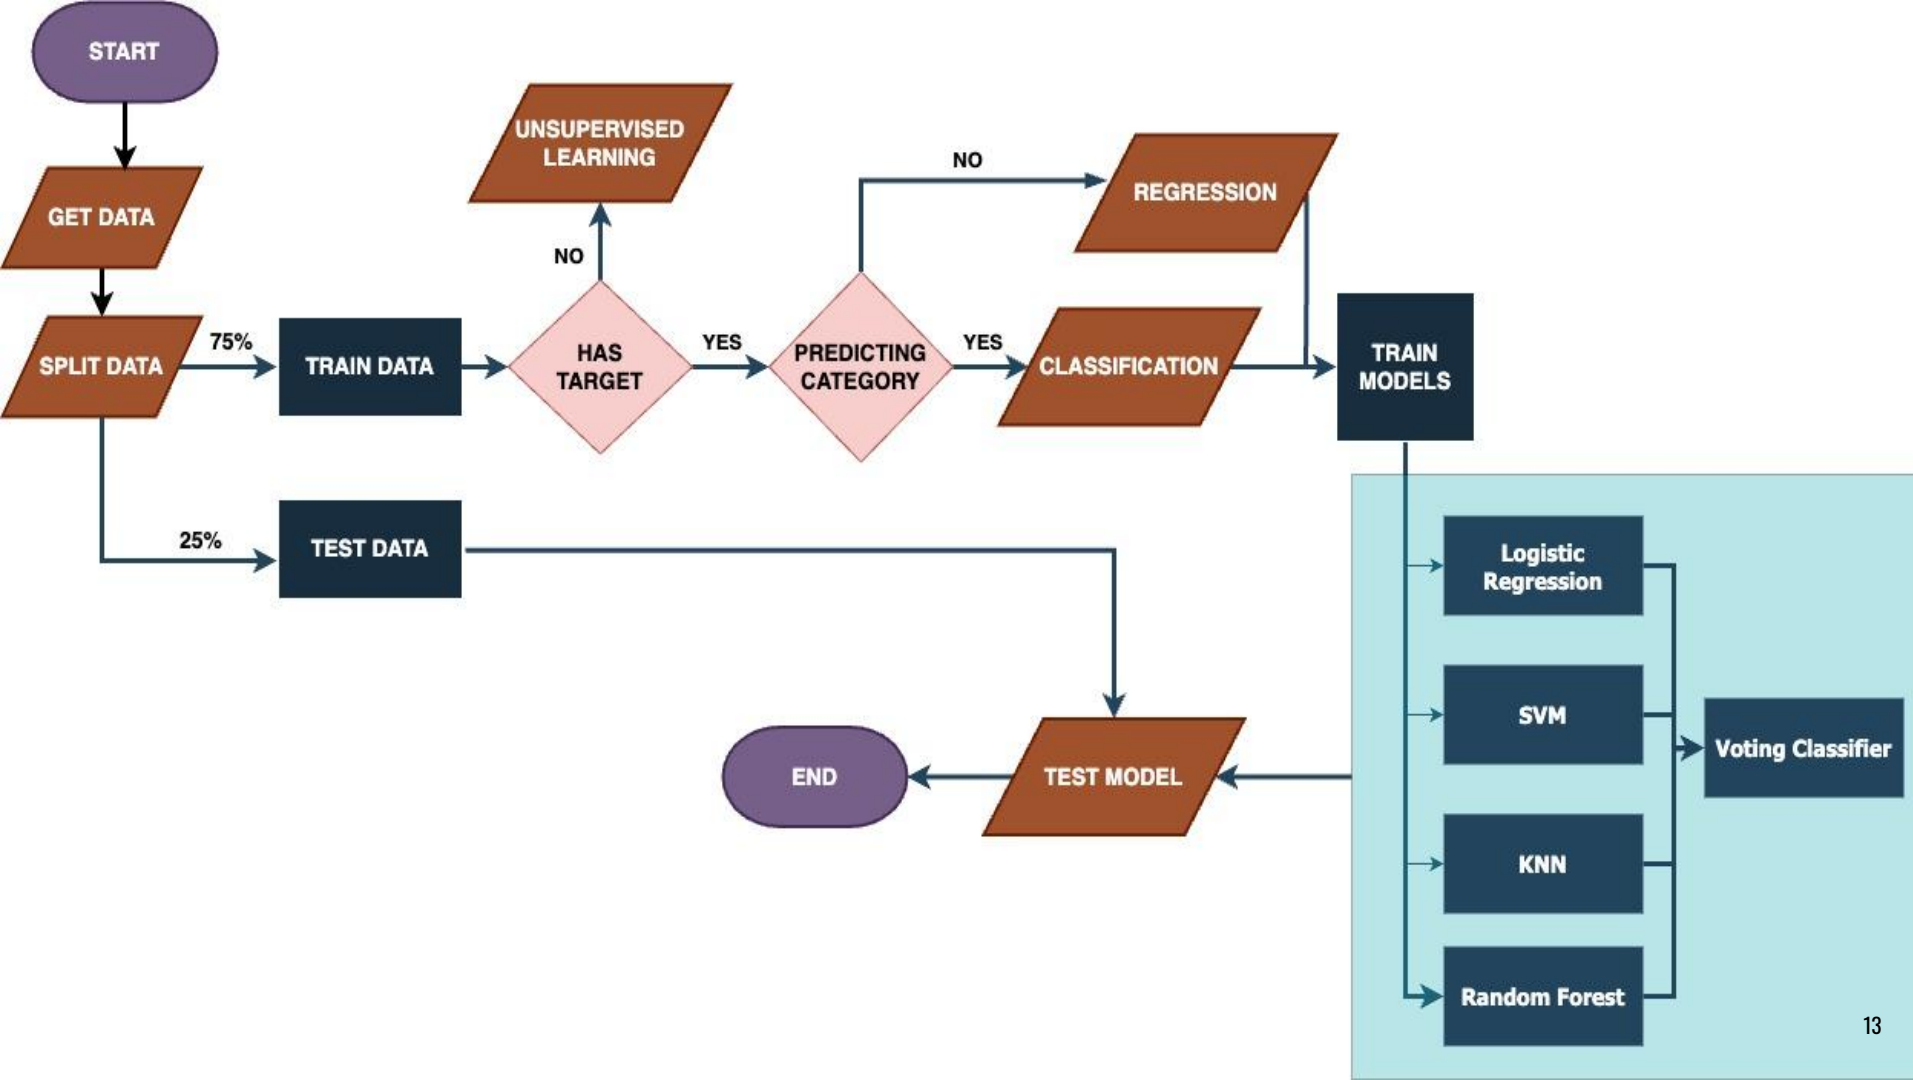 START
GET DATA
SPLIT DATA
75%
TRAIN DATA
HAS
TARGET
NO
UNSUPERVISED
LEARNING
YES
PREDICTING
CATEGORY
NO
REGRESSION
YES
CLASSIFICATION
TRAIN
MODELS
25%
TEST DATA
Logistic
Regression
SVM
KNN
Random Forest
Voting Classifier
TEST MODEL
END
13